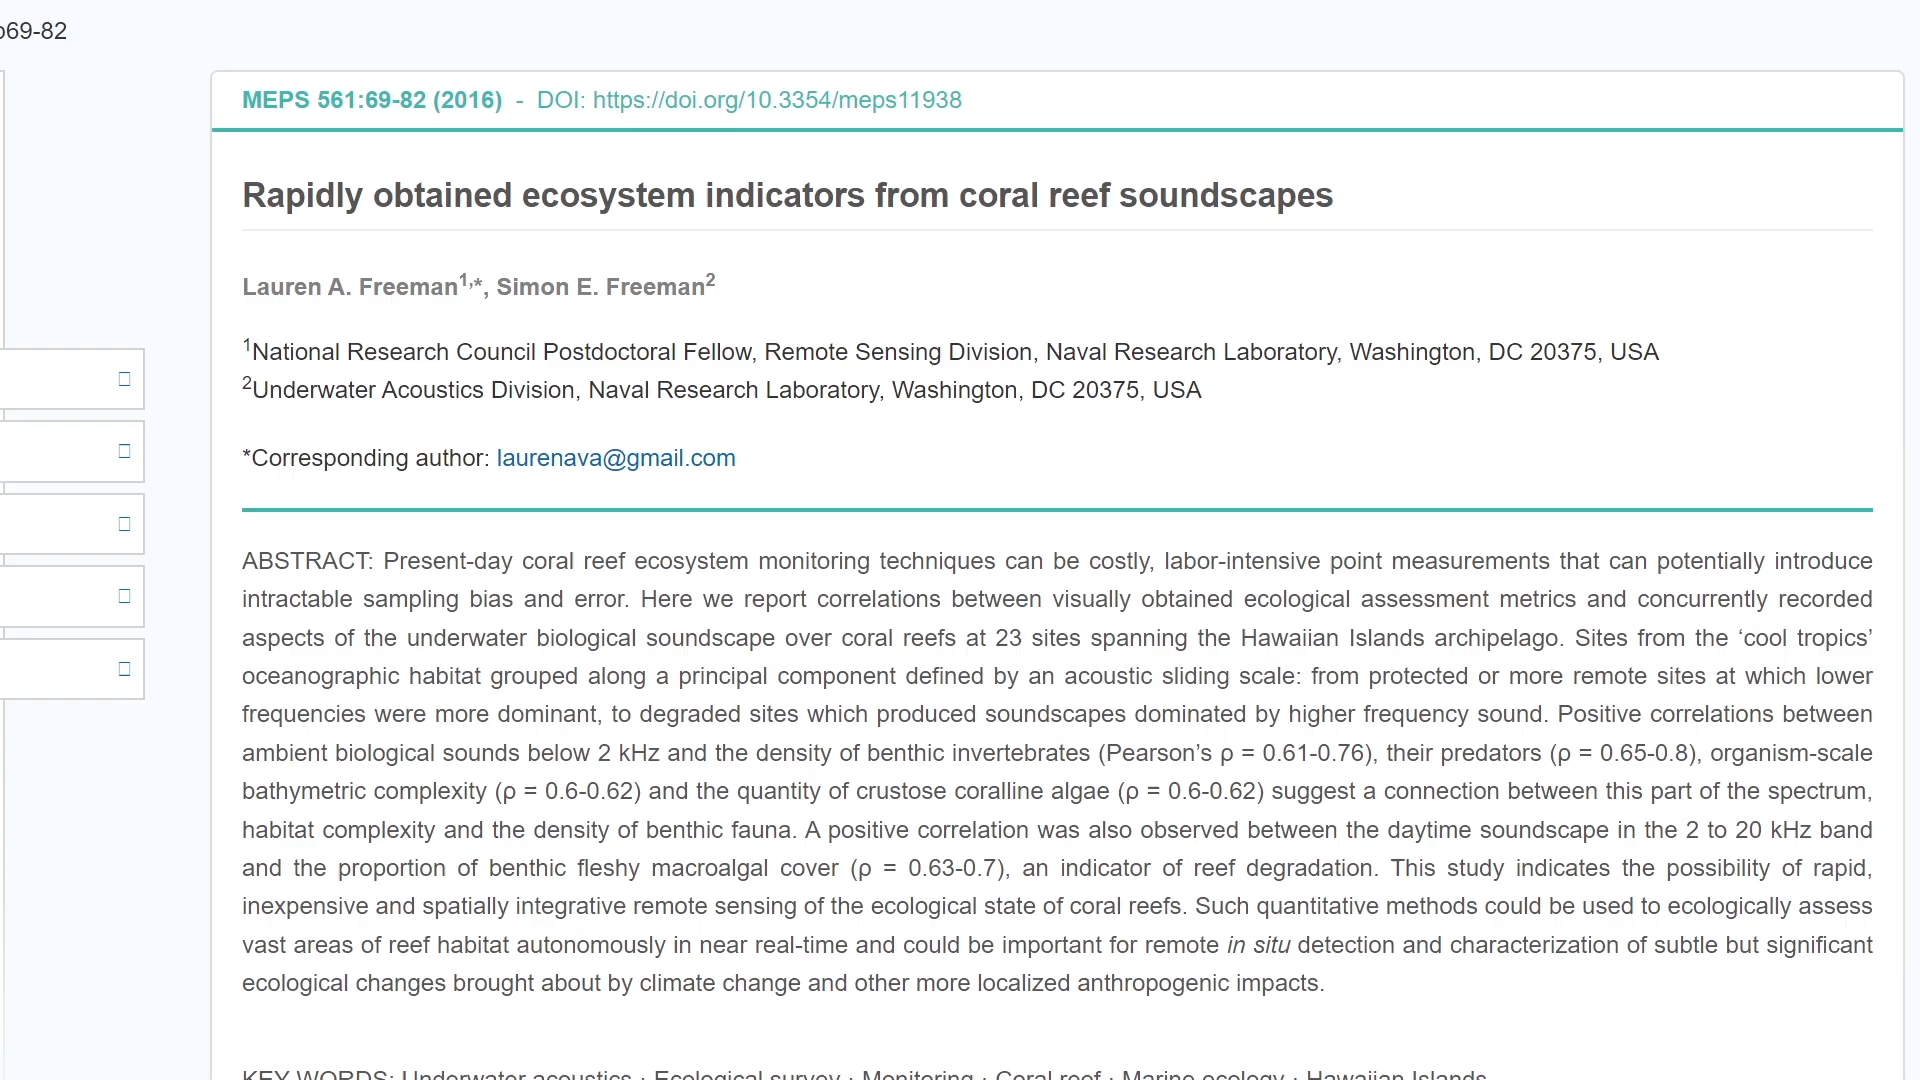 69-82
MEPS 561:69-82 (2016) - DOI: https://doi.org/10.3354/meps11938
Rapidly obtained ecosystem indicators from coral reef soundscapes
Lauren A. Freeman1,*, Simon E. Freeman2
1National Research Council Postdoctoral Fellow, Remote Sensing Division, Naval Research Laboratory, Washington, DC 20375, USA
2Underwater Acoustics Division, Naval Research Laboratory, Washington, DC 20375, USA
*Corresponding author: laurenava@gmail.com
ABSTRACT: Present-day coral reef ecosystem monitoring techniques can be costly, labor-intensive point measurements that can potentially introduce
intractable sampling bias and error. Here we report correlations between visually obtained ecological assessment metrics and concurrently recorded
aspects of the underwater biological soundscape over coral reefs at 23 sites spanning the Hawaiian Islands archipelago. Sites from the ‘cool tropics’
oceanographic habitat grouped along a principal component defined by an acoustic sliding scale: from protected or more remote sites at which lower
frequencies were more dominant, to degraded sites which produced soundscapes dominated by higher frequency sound. Positive correlations between
ambient biological sounds below 2 kHz and the density of benthic invertebrates (Pearson’s ρ = 0.61-0.76), their predators (ρ = 0.65-0.8), organism-scale
bathymetric complexity (ρ = 0.6-0.62) and the quantity of crustose coralline algae (ρ = 0.6-0.62) suggest a connection between this part of the spectrum,
habitat complexity and the density of benthic fauna. A positive correlation was also observed between the daytime soundscape in the 2 to 20 kHz band
and the proportion of benthic fleshy macroalgal cover (ρ = 0.63-0.7), an indicator of reef degradation. This study indicates the possibility of rapid,
inexpensive and spatially integrative remote sensing of the ecological state of coral reefs. Such quantitative methods could be used to ecologically assess
vast areas of reef habitat autonomously in near real-time and could be important for remote in situ detection and characterization of subtle but significant
ecological changes brought about by climate change and other more localized anthropogenic impacts.
KEY WORDS: Underwater acoustics · Ecological survey · Monitoring · Coral reef · Marine ecology · Hawaiian Islands